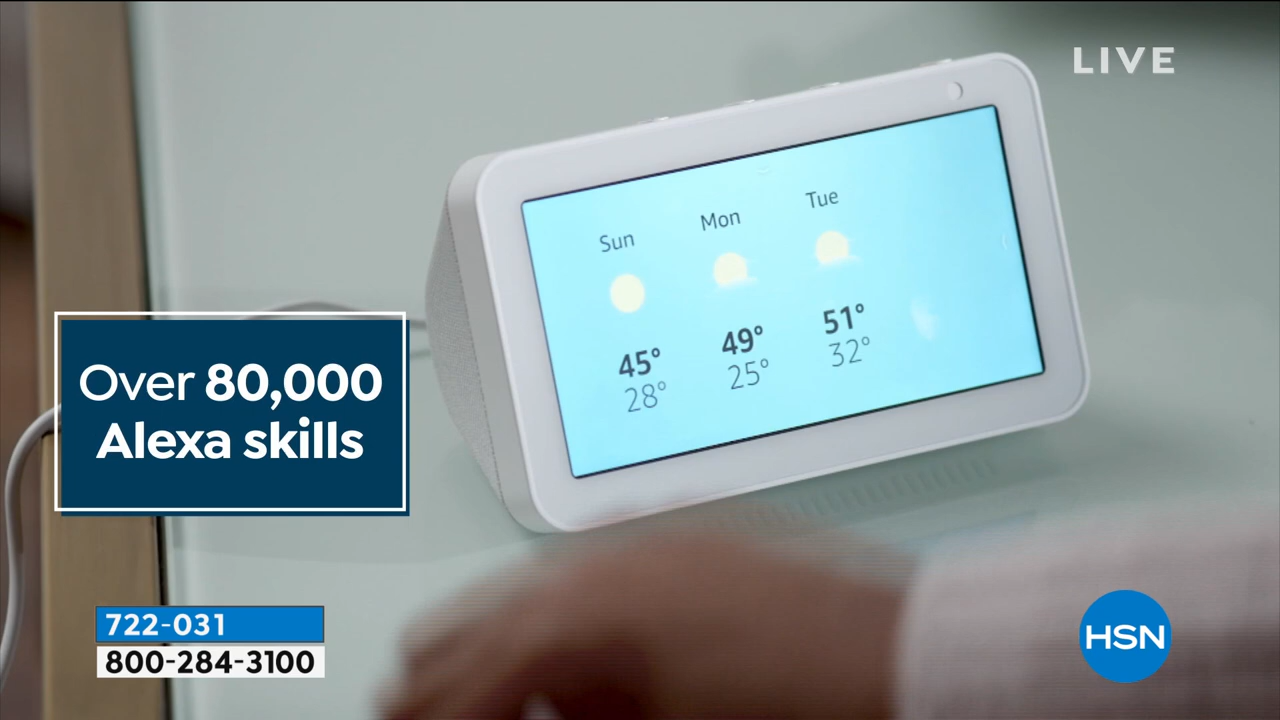 LIVE
Sun Mon Tue
45° 49° 51°
28° 25° 32°
Over 80,000
Alexa skills
722-031
800-284-3100
HSN